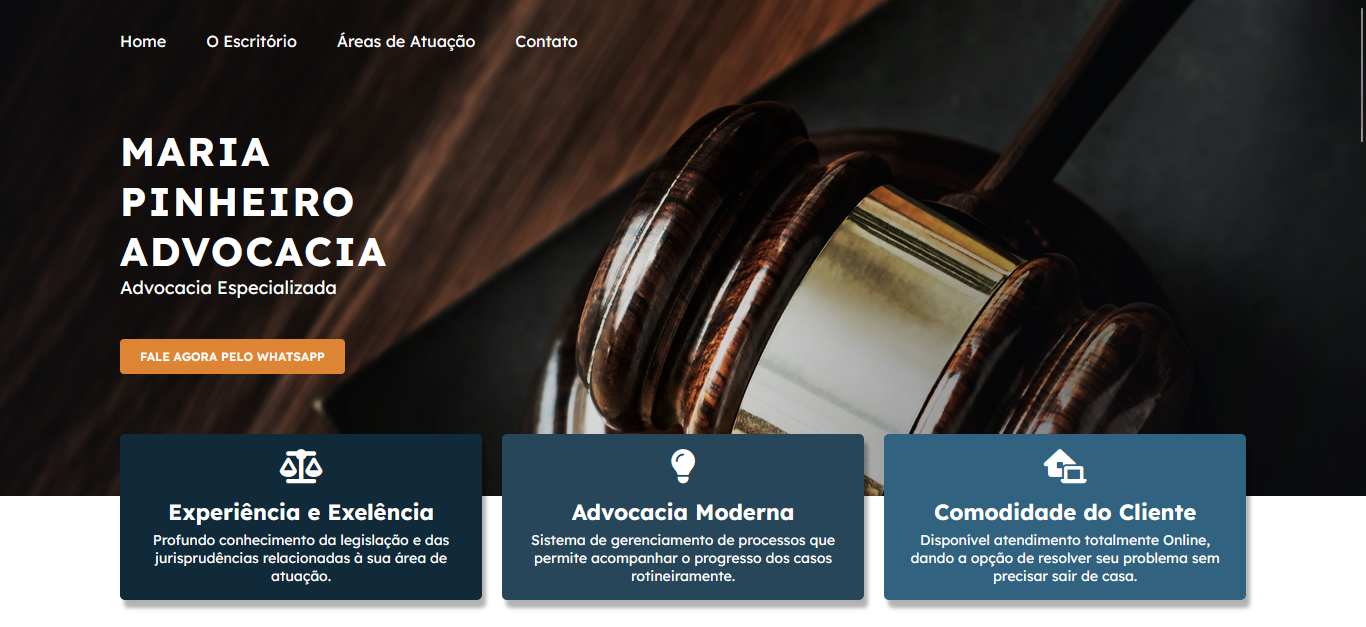 Home
O Escritório
Áreas de Atuação
Contato
MARIA
PINHEIRO
ADVOCACIA
Advocacia Especializada
FALE AGORA PELO WHATSAPP
Experiência e Exelência
Profundo conhecimento da legislação e das
jurisprudências relacionadas à sua área de
atuação.
Advocacia Moderna
Sistema de gerenciamento de processos que
permite acompanhar o progresso dos casos
rotineiramente.
Comodidade do Cliente
Disponivel atendimento totalmente Online,
dando a opção de resolver seu problema sem
precisar sair de casa.